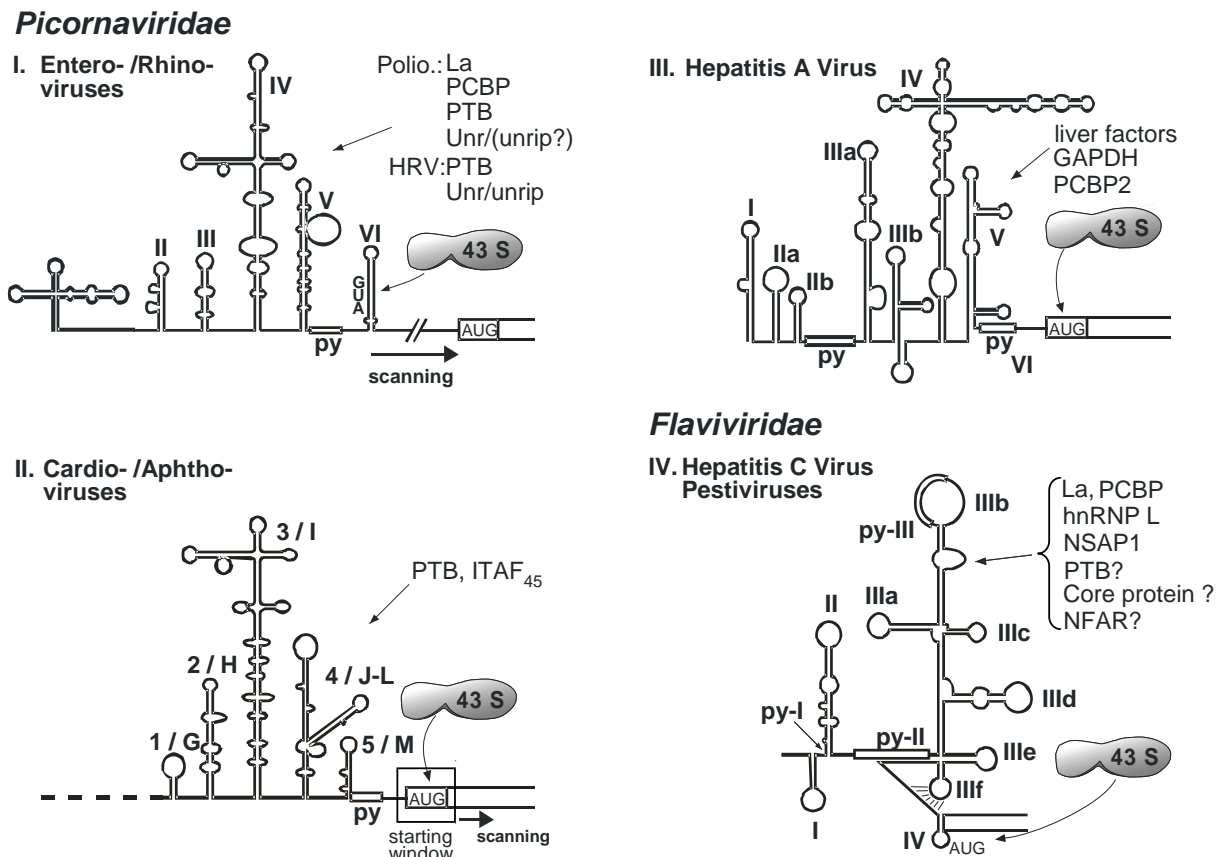 Picornaviridae
I. Entero- /Rhino-
viruses
IV
Polio.: La
PCBP
PTB
Unr/(unrip?)
HRV:PTB
Unr/unrip
II
III
V
VI
GUA
43 S
py
AUG
scanning
III. Hepatitis A Virus
IV
IIIa
liver factors
GAPDH
PCBP2
I
IIa
IIb
IIIb
V
43 S
py
py
VI
AUG
II. Cardio- /Aphtho-
viruses
3 / I
PTB, ITAF45
2 / H
4 / J-L
1 / G
5 / M
43 S
py
AUG
starting
window
scanning
Flaviviridae
IV. Hepatitis C Virus
Pestiviruses
IIIb
py-III
La, PCBP
hnRNP L
NSAP1
PTB?
Core protein ?
NFAR?
II
IIIa
IIIc
IIId
py-I
py-II
IIIe
43 S
IIIf
I
IV
AUG